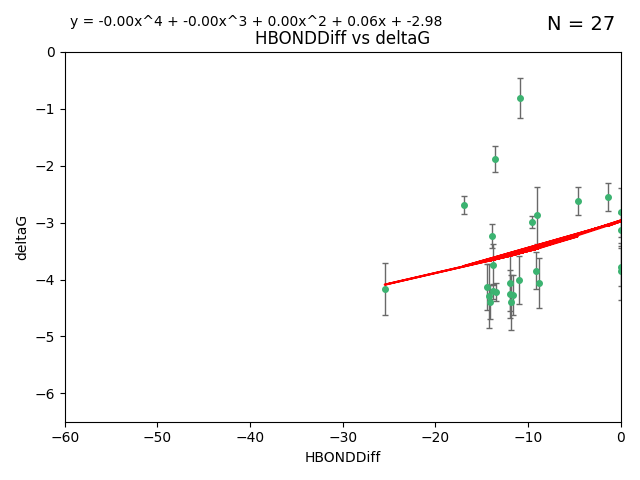 y = -0.00x^4 + -0.00x^3 + 0.00x^2 + 0.06x + -2.98
N = 27
HBONDDiff vs deltaG
0
−1
−2
−3
−4
−5
−6
deltaG
−60 −50 −40 −30 −20 −10 0
HBONDDiff